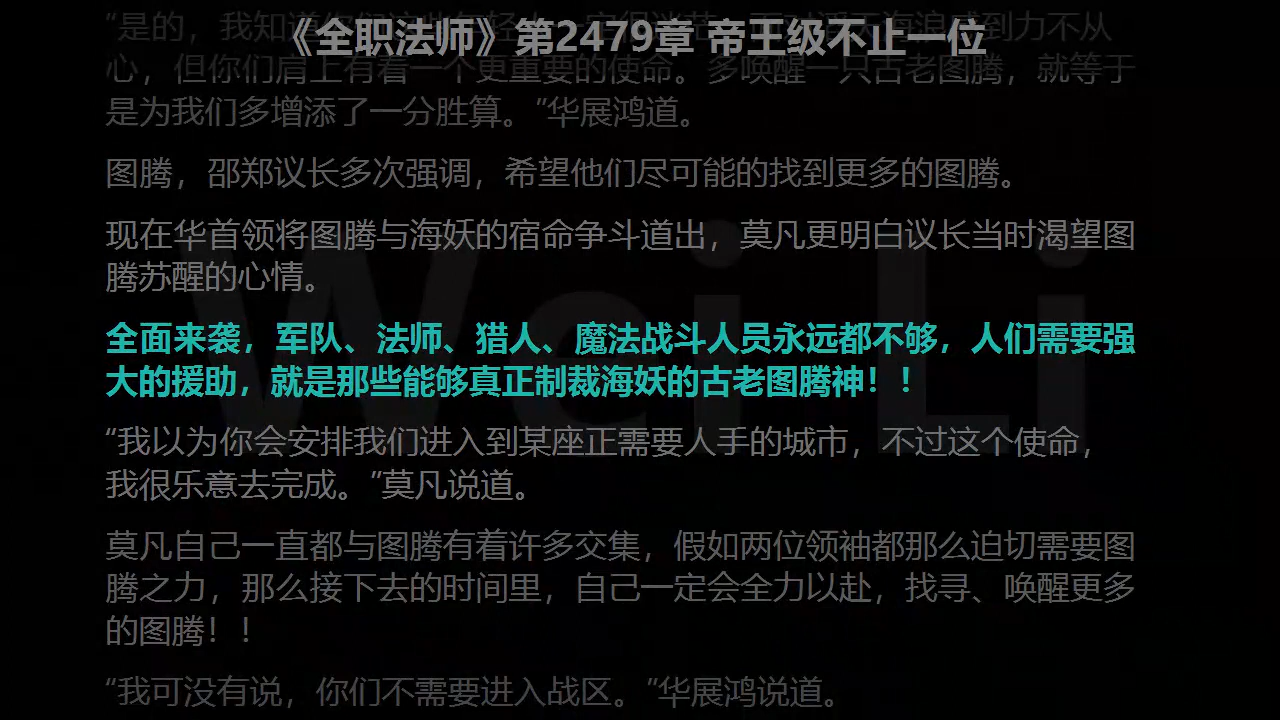 《全职法师》第2479章 帝王级不止一位
心，但你们肩上有着一个更重要的使命。多唤醒一只古老图腾，就等于
是为我们多增添了一分胜算。”华展鸿道。
图腾，邵郑议长多次强调，希望他们尽可能的找到更多的图腾。
现在华首领将图腾与海妖的宿命争斗道出，莫凡更明白议长当时渴望图
腾苏醒的心情。
全面来袭，军队、法师、猎人、魔法战斗人员永远都不够，人们需要强
大的援助，就是那些能够真正制裁海妖的古老图腾神！！
“我以为你会安排我们进入到某座正需要人手的城市，不过这个使命，
我很乐意去完成。”莫凡说道。
莫凡自己一直都与图腾有着许多交集，假如两位领袖都那么迫切需要图
腾之力，那么接下去的时间里，自己一定会全力以赴，找寻、唤醒更多
的图腾！！
“我可没有说，你们不需要进入战区。”华展鸿说道。
Wei Li